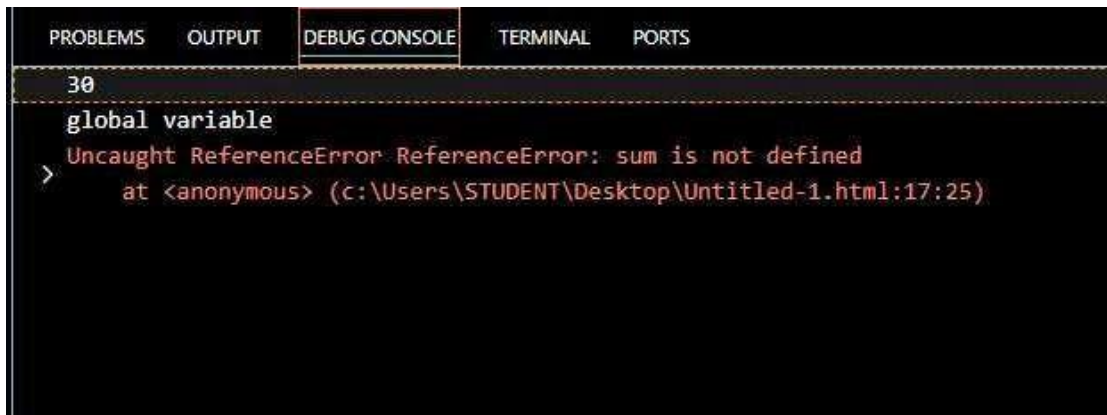 PROBLEMS OUTPUT DEBUG CONSOLE TERMINAL PORTS
30
global variable
Uncaught ReferenceError ReferenceError: sum is not defined
at <anonymous> (c:\Users\STUDENT\Desktop\Untitled-1.html:17:25)